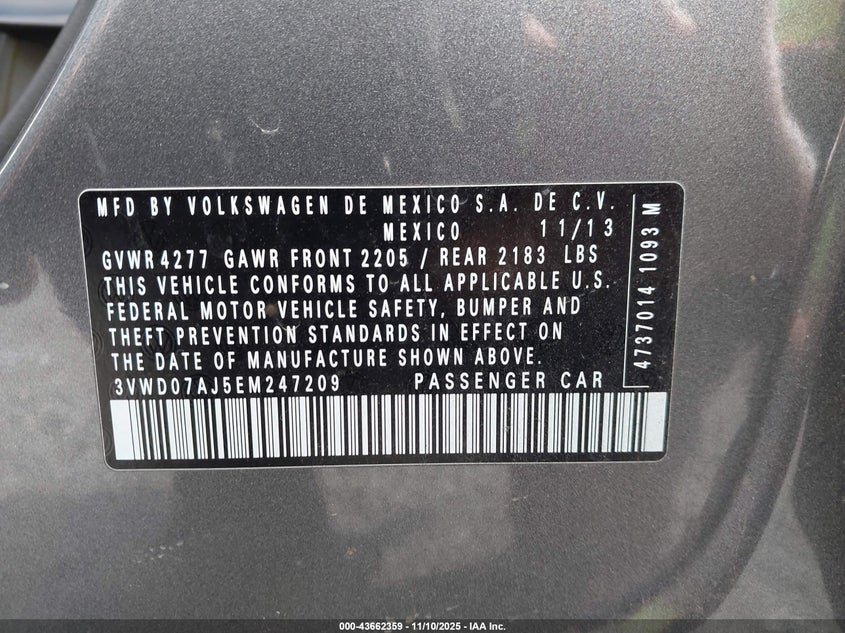 MFD BY VOLKSWAGEN DE MEXICO S.A. DE C.V.
MEXICO 11/13
GVWR 4277 GAWR FRONT 2205 / REAR 2183 LBS
THIS VEHICLE CONFORMS TO ALL APPLICABLE U.S.
FEDERAL MOTOR VEHICLE SAFETY, BUMPER AND
THEFT PREVENTION STANDARDS IN EFFECT ON
THE DATE OF MANUFACTURE SHOWN ABOVE.
3VWD07AJ5EM247209 PASSENGER CAR
4737014 1093 M
000-43662359 - 11/10/2025 - IAA Inc.